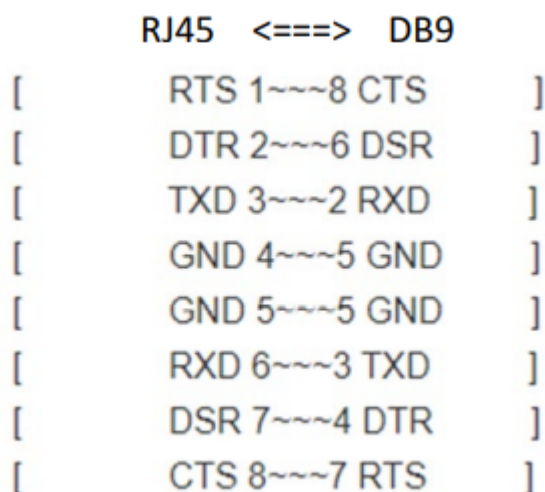 RJ45 <===> DB9
[ RTS 1~~~8 CTS ]
[ DTR 2~~~6 DSR ]
[ TXD 3~~~2 RXD ]
[ GND 4~~~5 GND ]
[ GND 5~~~5 GND ]
[ RXD 6~~~3 TXD ]
[ DSR 7~~~4 DTR ]
[ CTS 8~~~7 RTS ]